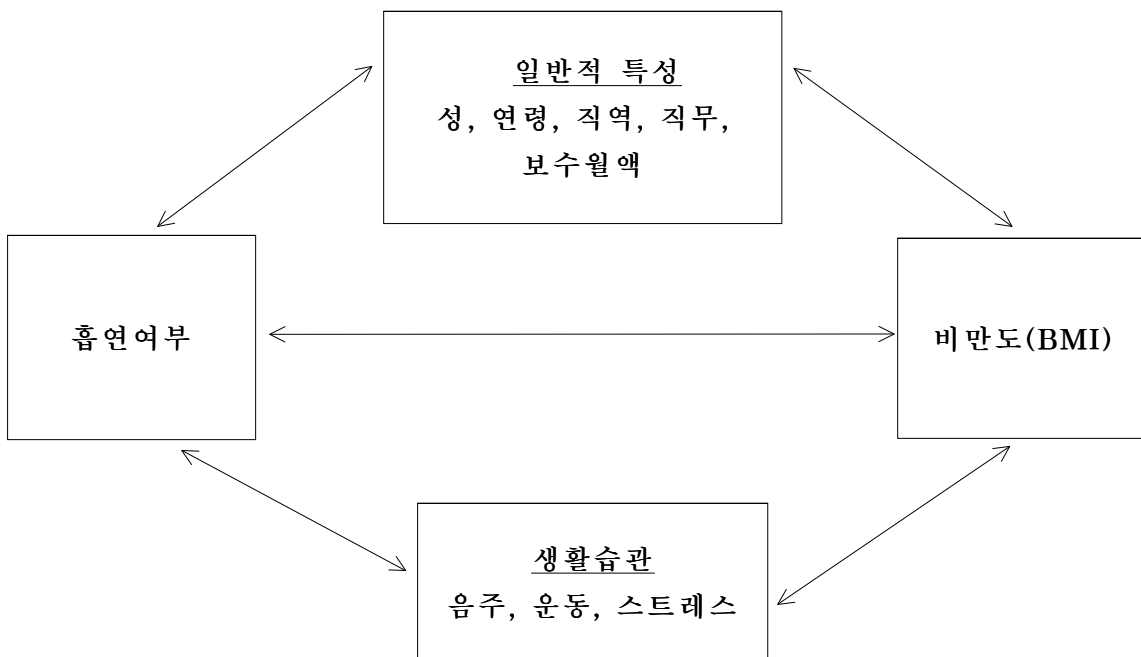 일반적 특성
성, 연령, 직역, 직무,
보수월액
흡연여부
비만도(BMI)
생활습관
음주, 운동, 스트레스